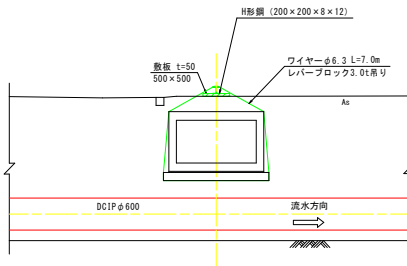 H形鋼 (200×200×8×12)
敷板 t=50
500×500
ワイヤーφ6.3 L=7.0m
レバーブロック3.0t吊り
As
DCIPφ600
流水方向